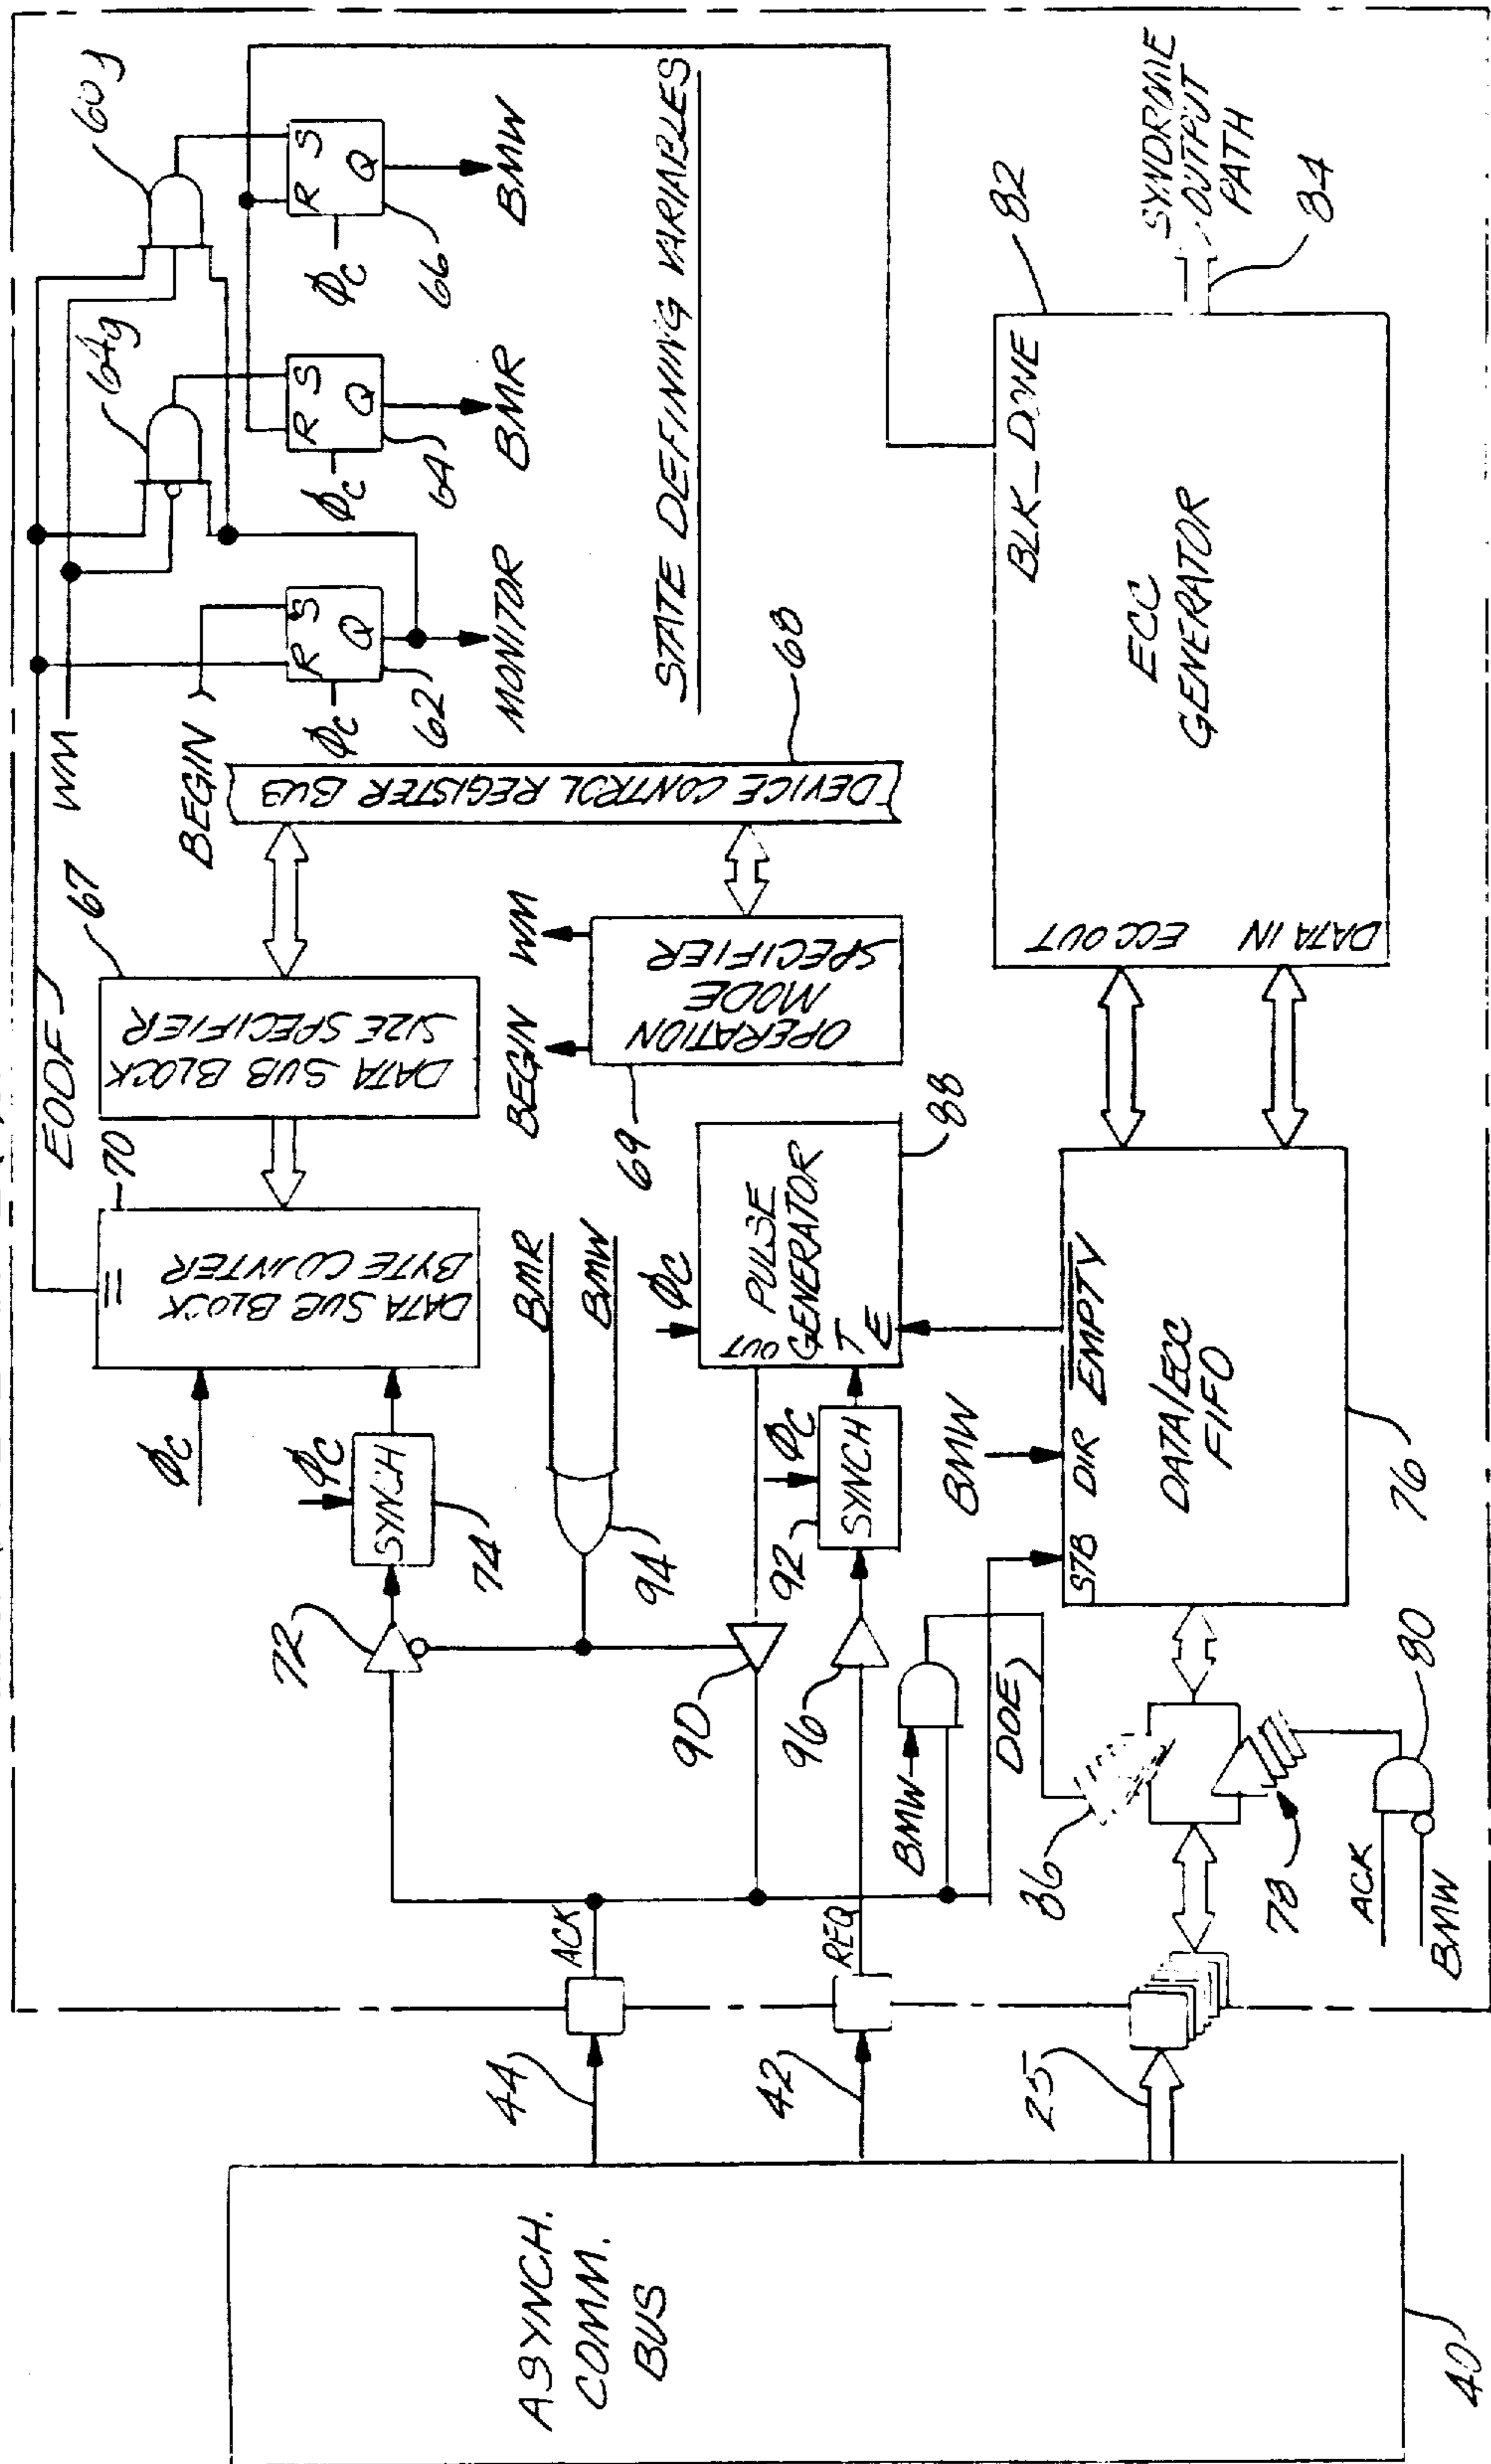 ASYNCH.
COMM.
BUS
40
44
42
25
ACK
REQ
72
74
SYNCH
ΦC
ΦC
DATA SUB BLOCK
BYTE COUNTER
=
70
EODF
67
DATA SUB BLOCK
SIZE SPECIFIER
BEGIN
WM
OPERATION
MODE
SPECIFIER
69
DEVICE CONTROL REGISTER BUS
68
BMR
BMW
94
90
96
92
SYNCH
ΦC
ΦC
OUT
PULSE
GENERATOR
T
E
88
BMW
DOE
86
78
ACK
BMW
80
BMW
STB
DIR
EMPTY
DATA/ECC
FIFO
76
ECC OUT
DATA IN
BLK_DONE
ECC
GENERATOR
82
SYNDROME
OUTPUT
PATH
84
WM
BEGIN
R S
Q
ΦC
62
MONITOR
64g
R S
Q
ΦC
64
BMR
R S
Q
ΦC
66
BMW
STATE DEFINING VARIABLES